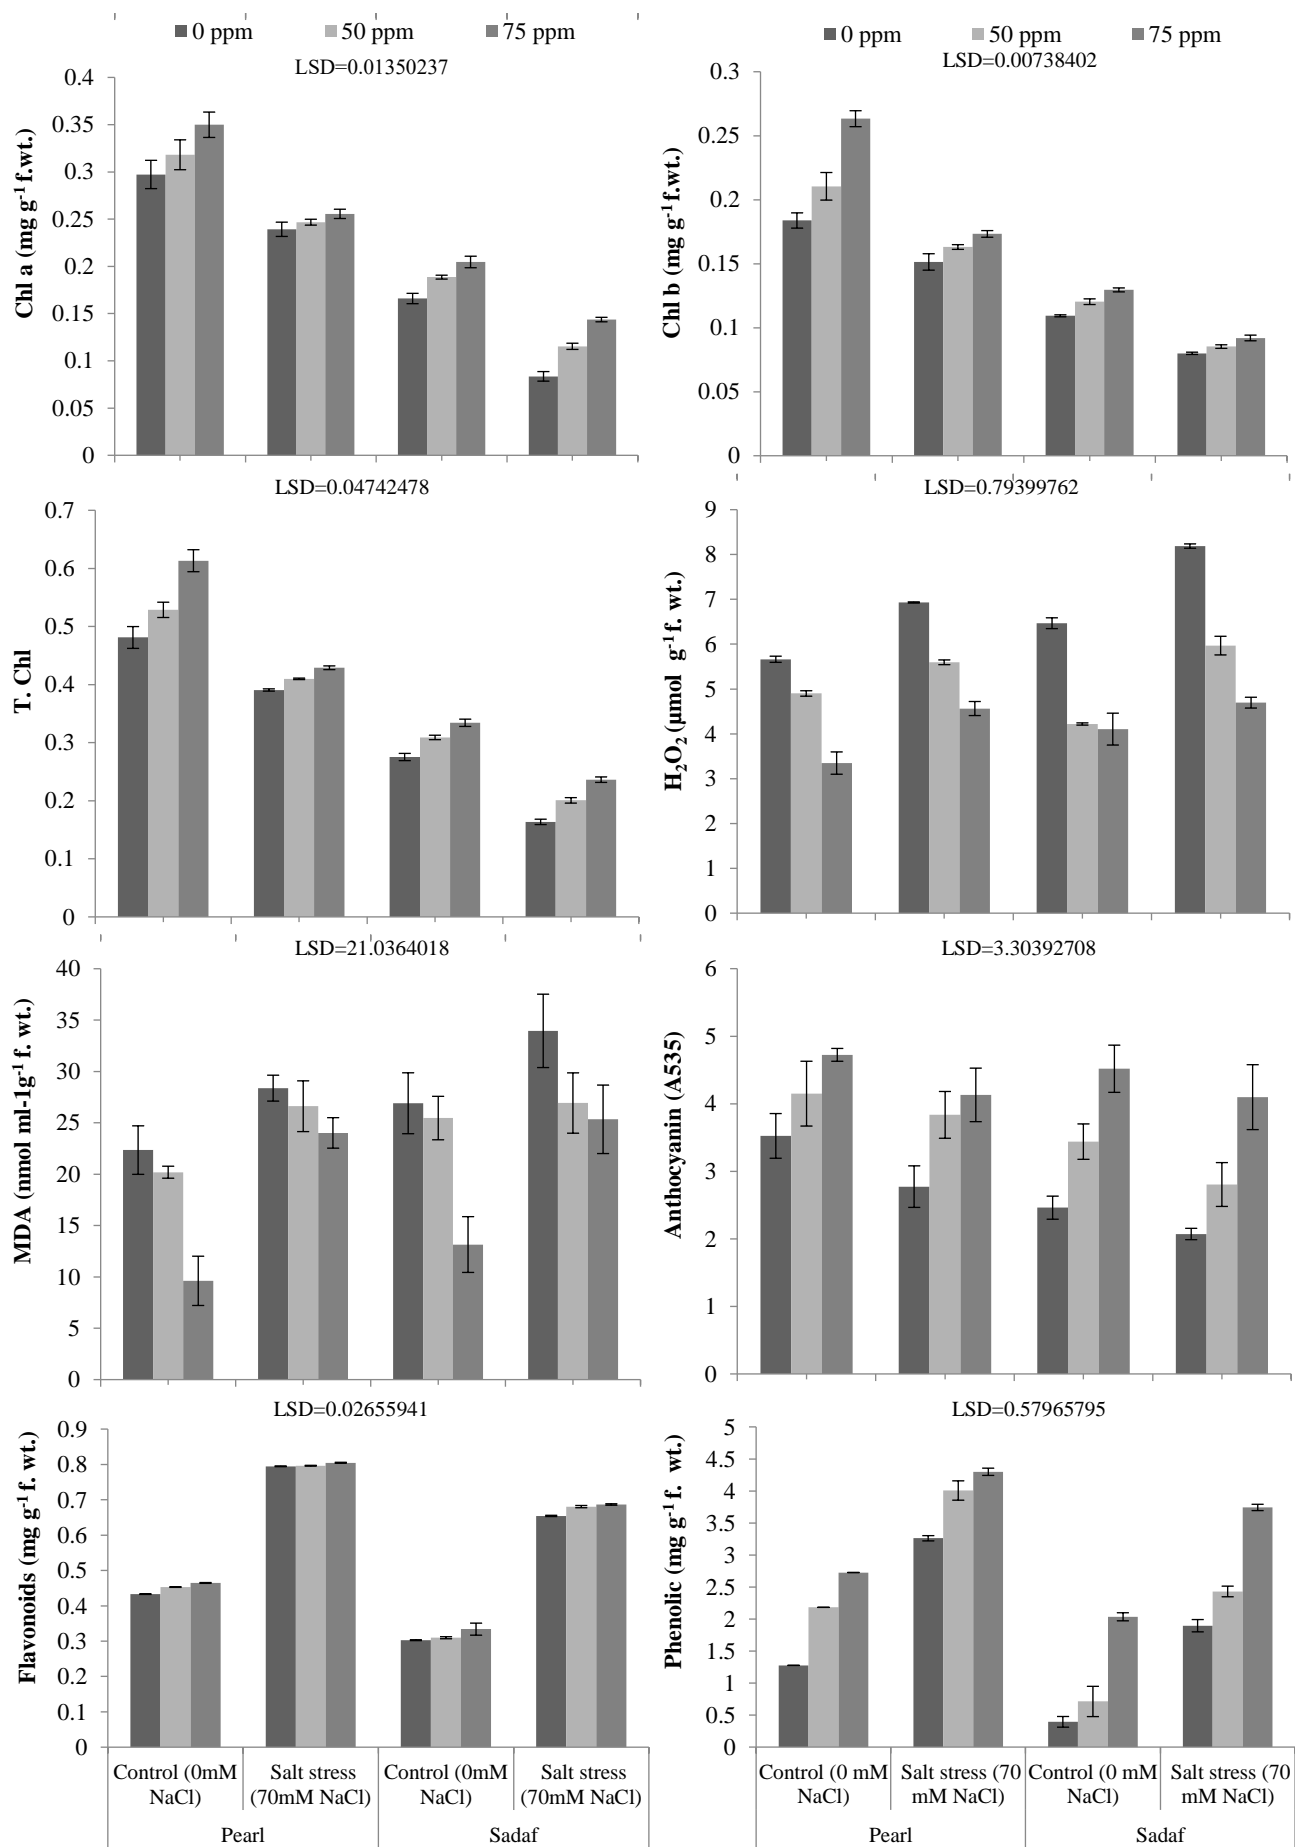 0 ppm 50 ppm 75 ppm
LSD=0.01350237
Chl a (mg g-1 f.wt.)
0.4
0.35
0.3
0.25
0.2
0.15
0.1
0.05
0
0 ppm 50 ppm 75 ppm
LSD=0.00738402
Chl b (mg g-1 f.wt.)
0.3
0.25
0.2
0.15
0.1
0.05
0
LSD=0.04742478
T. Chl
0.7
0.6
0.5
0.4
0.3
0.2
0.1
0
LSD=0.79399762
H2O2 (µmol g-1 f. wt.)
9
8
7
6
5
4
3
2
1
0
LSD=21.0364018
MDA (nmol ml-1g-1 f. wt.)
40
35
30
25
20
15
10
5
0
LSD=3.30392708
Anthocyanin (A535)
6
5
4
3
2
1
0
LSD=0.02655941
Flavonoids (mg g-1 f. wt.)
0.9
0.8
0.7
0.6
0.5
0.4
0.3
0.2
0.1
0
Control (0mM NaCl)
Salt stress (70mM NaCl)
Control (0mM NaCl)
Salt stress (70mM NaCl)
Pearl Sadaf
LSD=0.57965795
Phenolic (mg g-1 f. wt.)
5
4.5
4
3.5
3
2.5
2
1.5
1
0.5
0
Control (0 mM NaCl)
Salt stress (70 mM NaCl)
Control (0 mM NaCl)
Salt stress (70 mM NaCl)
Pearl Sadaf